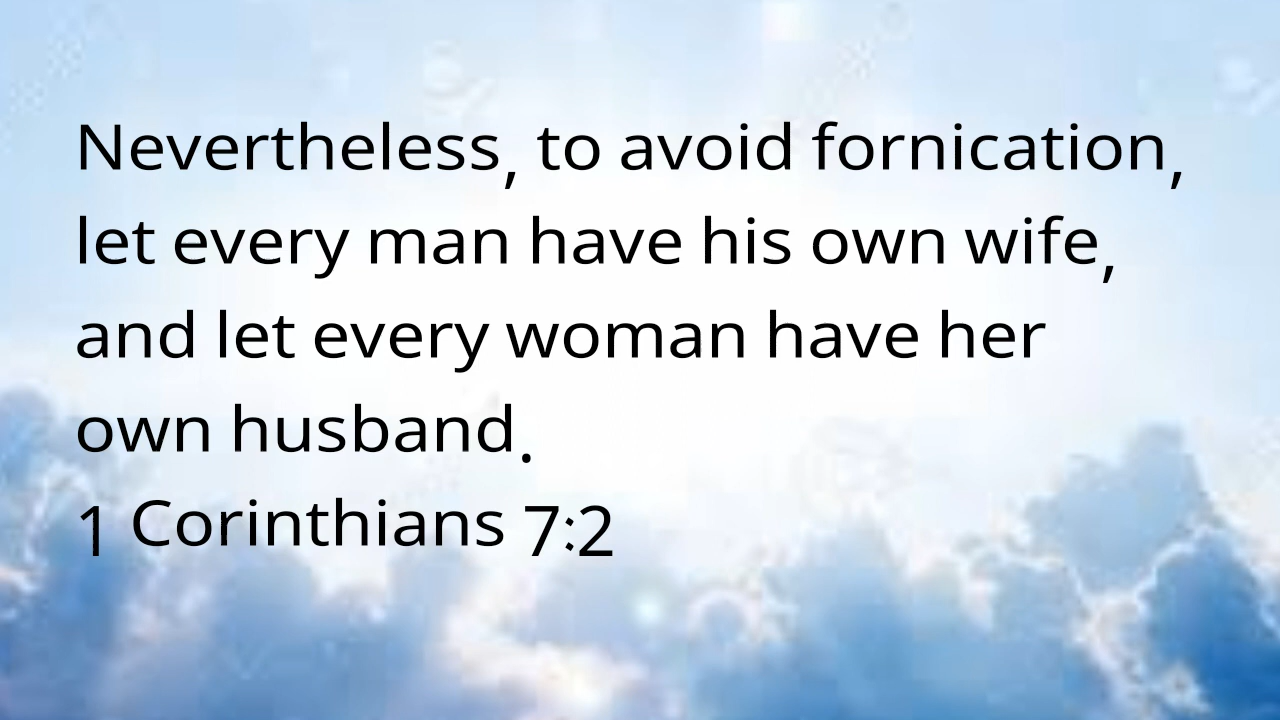 Nevertheless, to avoid fornication,
let every man have his own wife,
and let every woman have her
own husband.
1 Corinthians 7:2